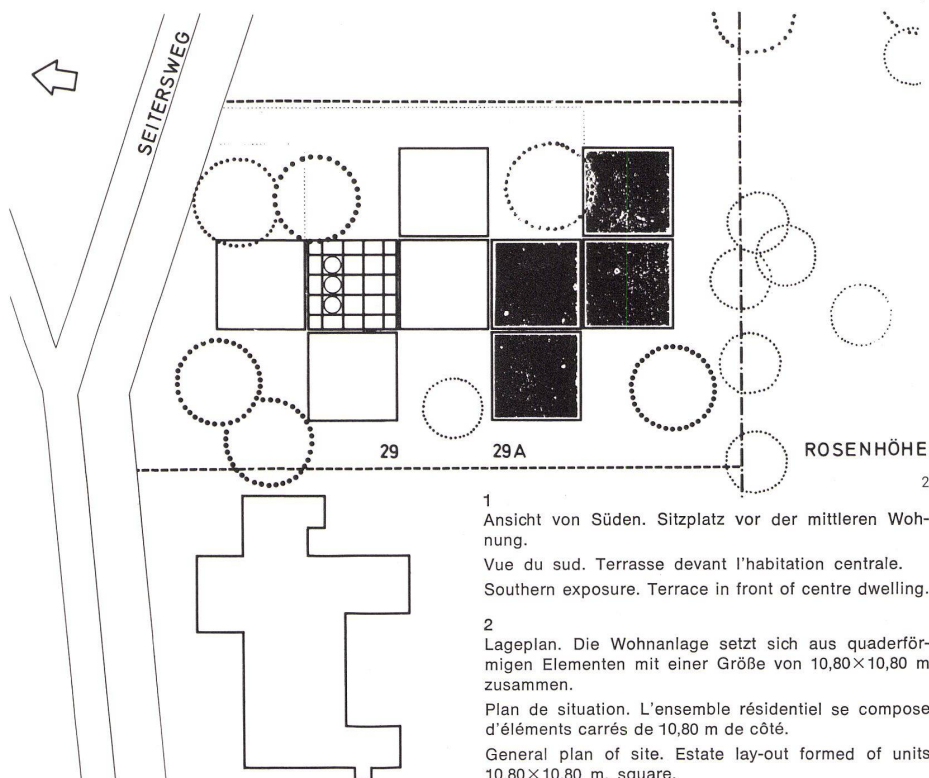 SEITERSWEG
29 29A
ROSENHÖHE
2
1
Ansicht von Süden. Sitzplatz vor der mittleren Woh-
nung.
Vue du sud. Terrasse devant l'habitation centrale.
Southern exposure. Terrace in front of centre dwelling.
2
Lageplan. Die Wohnanlage setzt sich aus quaderför-
migen Elementen mit einer Größe von 10,80×10,80 m
zusammen.
Plan de situation. L'ensemble résidentiel se compose
d'éléments carrés de 10,80 m de côté.
General plan of site. Estate lay-out formed of units
10,80×10,80 m. square.